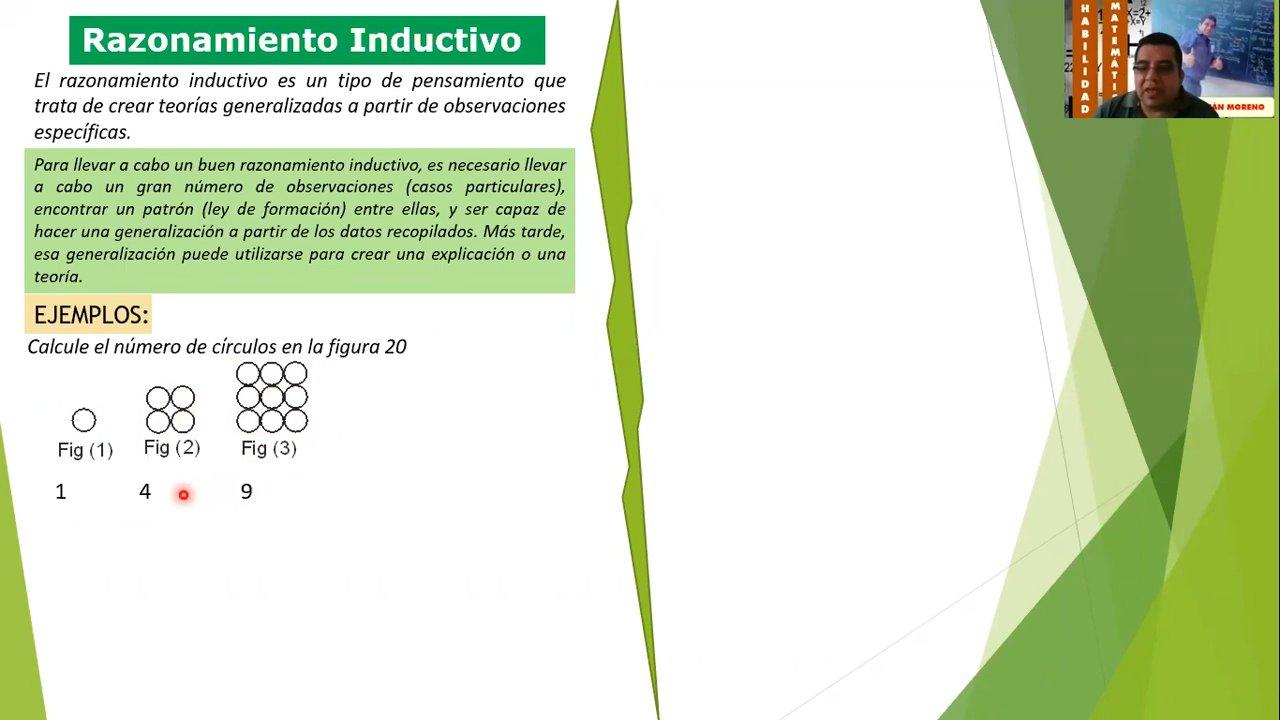 Razonamiento Inductivo
El razonamiento inductivo es un tipo de pensamiento que
trata de crear teorías generalizadas a partir de observaciones
específicas.
Para llevar a cabo un buen razonamiento inductivo, es necesario llevar
a cabo un gran número de observaciones (casos particulares),
encontrar un patrón (ley de formación) entre ellas, y ser capaz de
hacer una generalización a partir de los datos recopilados. Más tarde,
esa generalización puede utilizarse para crear una explicación o una
teoría.
EJEMPLOS:
Calcule el número de círculos en la figura 20
Fig (1) Fig (2) Fig (3)
1 4 9
HABILIDAD
MATEMÁTIC
MORENO